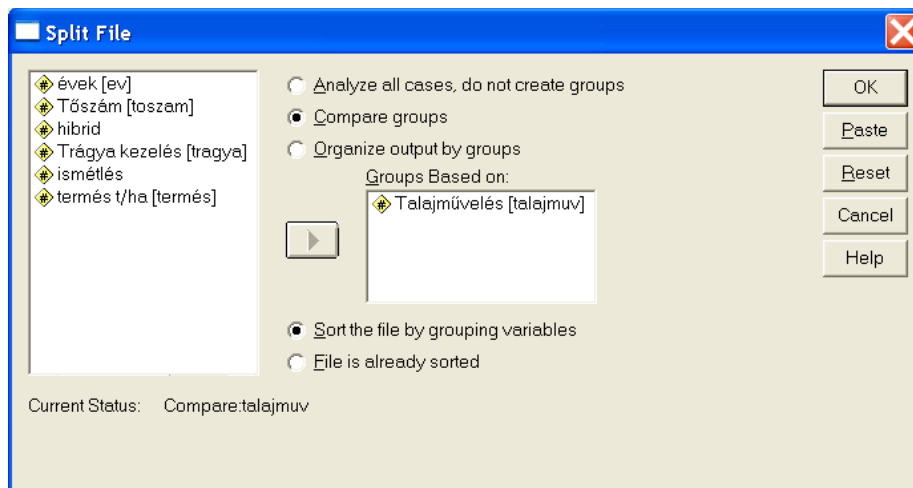 Split File
évek [ev]
Tőszám [toszam]
hibrid
Trágya kezelés [tragya]
ismétlés
termés t/ha [termés]
Analyze all cases, do not create groups
Compare groups
Organize output by groups
Groups Based on:
Talajművelés [talajmuv]
Sort the file by grouping variables
File is already sorted
OK
Paste
Reset
Cancel
Help
Current Status: Compare:talajmuv